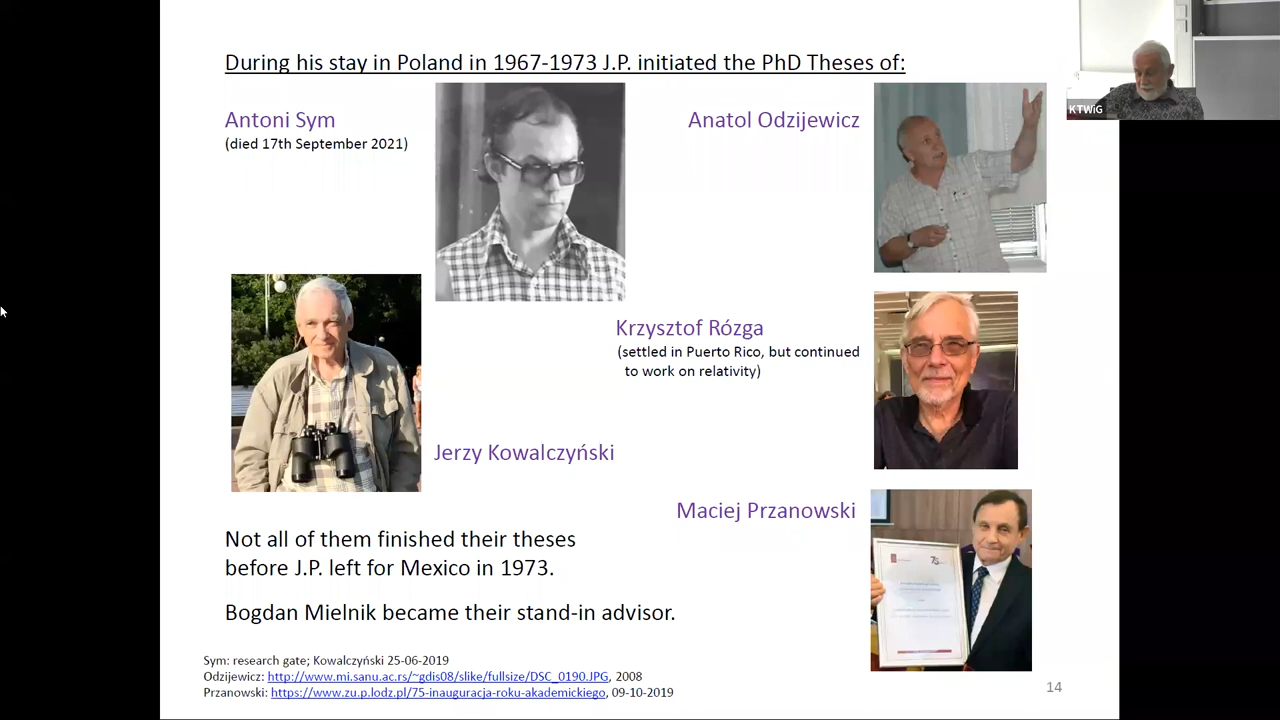 During his stay in Poland in 1967-1973 J.P. initiated the PhD Theses of:
KTWiG
Antoni Sym
(died 17th September 2021)
Anatol Odzijewicz
Krzysztof Rózga
(settled in Puerto Rico, but continued
to work on relativity)
Jerzy Kowalczyński
Maciej Przanowski
75
Not all of them finished their theses
before J.P. left for Mexico in 1973.
Bogdan Mielnik became their stand-in advisor.
Sym: research gate; Kowalczyński 25-06-2019
Odzijewicz: http://www.mi.sanu.ac.rs/~gdis08/slike/fullsize/DSC_0190.JPG, 2008
Przanowski: https://www.zu.p.lodz.pl/75-inauguracja-roku-akademickiego, 09-10-2019
14